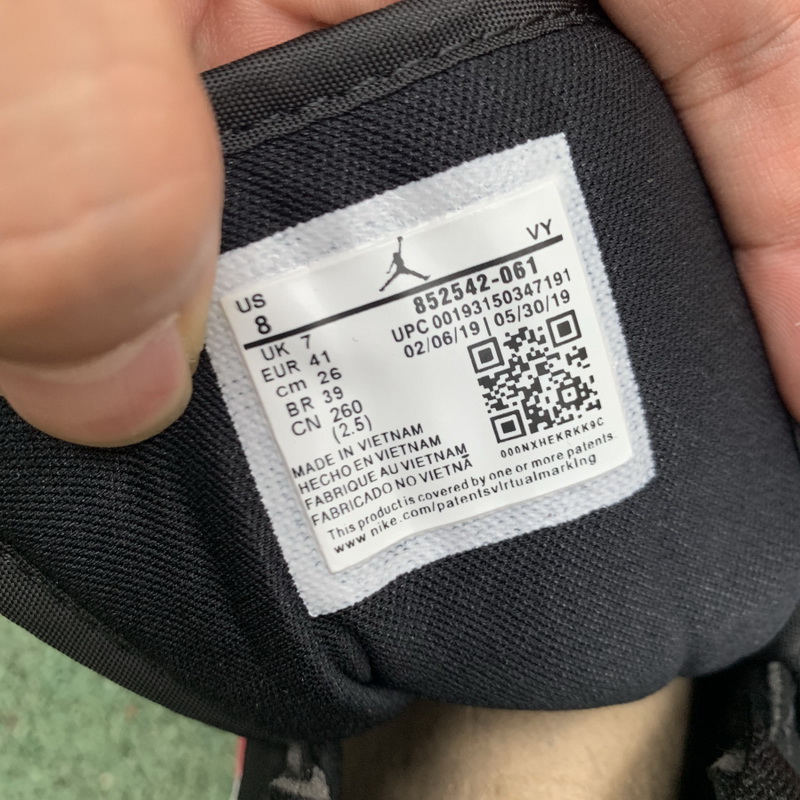 US
8
VY
852542-061
UPC 00193150347191
02/06/19 | 05/30/19
UK 7
EUR 41
cm 26
BR 39
CN 260
(2.5)
000NXHEKRKK9C
MADE IN VIETNAM
HECHO EN VIETNAM
FABRIQUE AU VIETNAM
FABRICADO NO VIETNÃ
This product is covered by one or more patents.
www.nike.com/patentsvirtualmarking